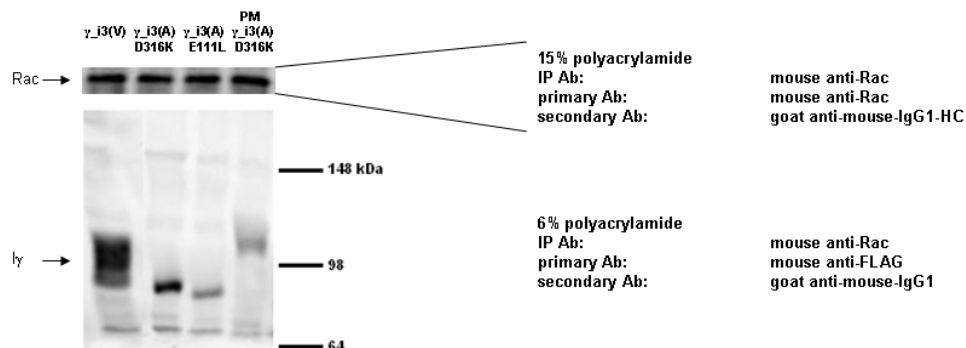 PM
γ_i3(V) γ_i3(A) γ_i3(A) γ_i3(A)
D316K E111L D316K
Rac
15% polyacrylamide
IP Ab: mouse anti-Rac
primary Ab: mouse anti-Rac
secondary Ab: goat anti-mouse-IgG1-HC
148 kDa
6% polyacrylamide
IP Ab: mouse anti-Rac
primary Ab: mouse anti-FLAG
secondary Ab: goat anti-mouse-IgG1
Iγ
98
64